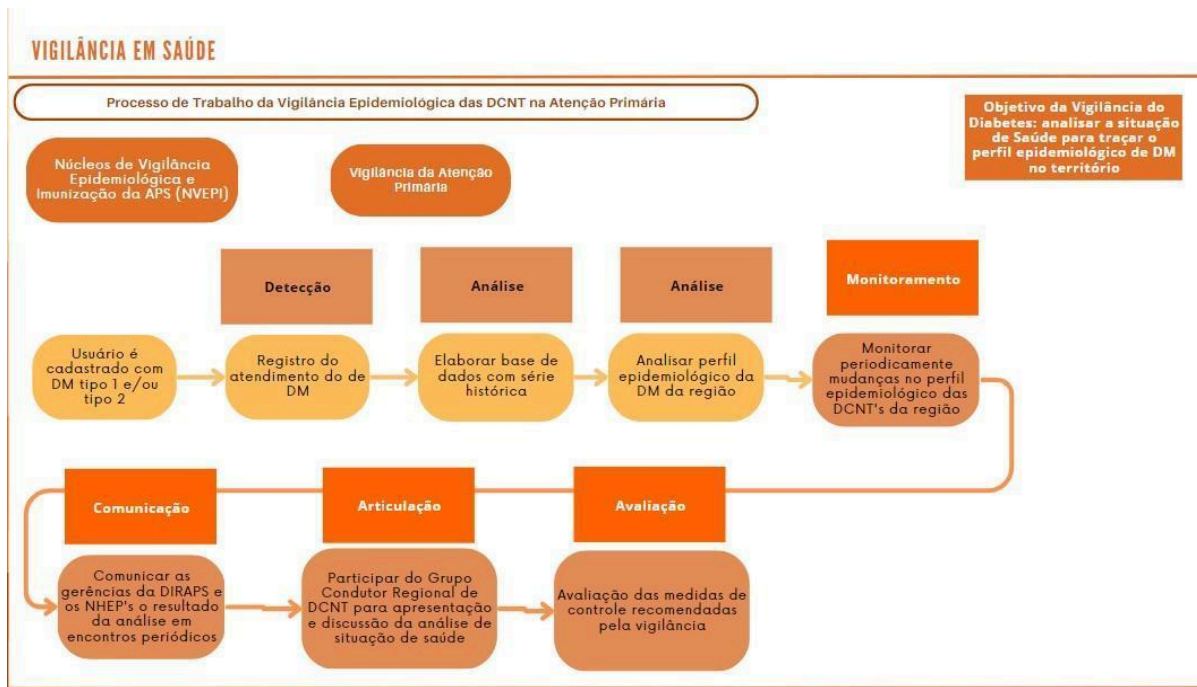 VIGILÂNCIA EM SAÚDE
Processo de Trabalho da Vigilância Epidemiológica das DCNT na Atenção Primária
Objetivo da Vigilância do
Diabetes: analisar a situação
de Saúde para traçar o
perfil epidemiológico de DM
no território
Núcleos de Vigilância
Epidemiológica e
Imunização da APS (NVEPI)
Vigilância da Atenção
Primária
Detecção
Análise
Análise
Monitoramento
Usuário é
cadastrado com
DM tipo 1 e/ou
tipo 2
Registro do
atendimento do de
DM
Elaborar base de
dados com série
histórica
Analisar perfil
epidemiológico da
DM da região
Monitorar
periodicamente
mudanças no perfil
epidemiológico das
DCNT's da região
Comunicação
Articulação
Avaliação
Comunicar as
gerências da DIRAPS e
os NHEP's o resultado
da análise em
encontros periódicos
Participar do Grupo
Condutor Regional de
DCNT para apresentação
e discussão da análise de
situação de saúde
Avaliação das medidas de
controle recomendadas
pela vigilância